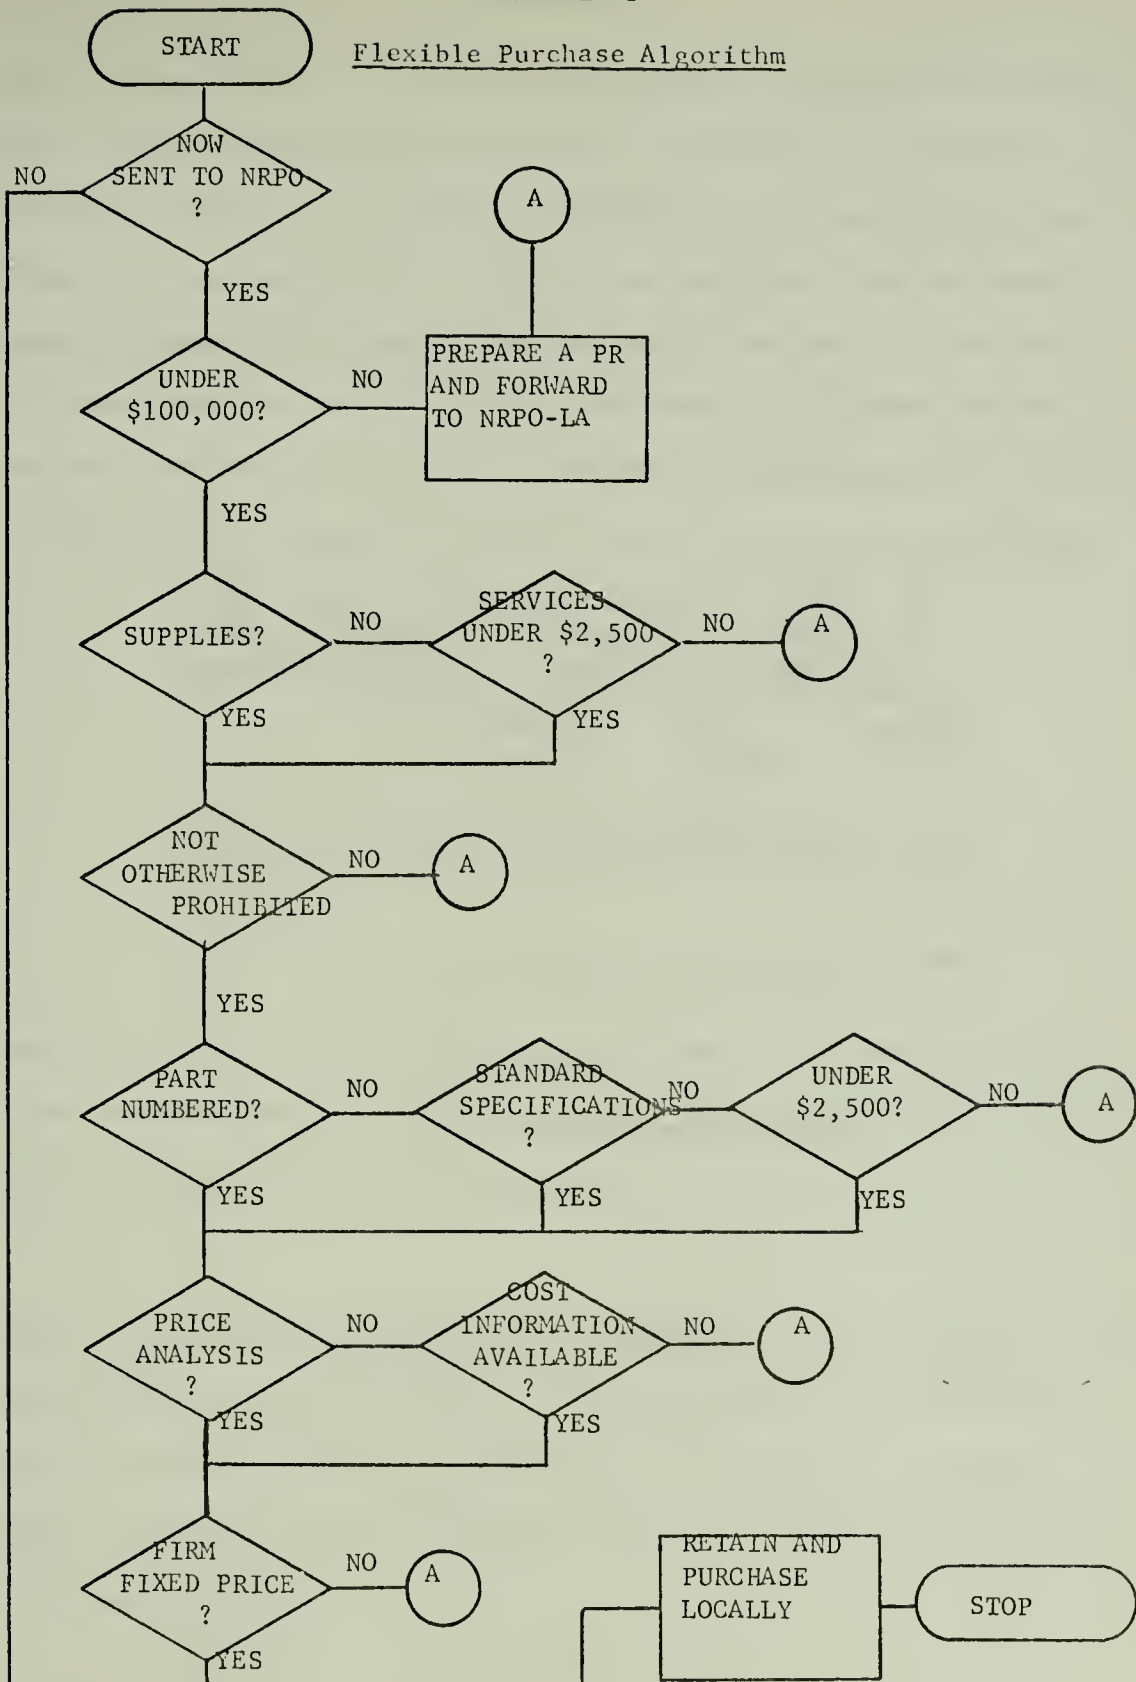 START
Flexible Purchase Algorithm
NOW
SENT TO NRPO
?
NO
YES
A
PREPARE A PR
AND FORWARD
TO NRPO-LA
UNDER
$100,000?
NO
YES
SUPPLIES?
NO
SERVICES
UNDER $2,500
?
NO
A
YES
YES
NOT
OTHERWISE
PROHIBITED
NO
A
YES
PART
NUMBERED?
NO
STANDARD
SPECIFICATIONS
?
NO
UNDER
$2,500?
NO
A
YES
YES
YES
PRICE
ANALYSIS
?
NO
COST
INFORMATION
AVAILABLE
?
NO
A
YES
YES
FIRM
FIXED PRICE
?
NO
A
YES
RETAIN AND
PURCHASE
LOCALLY
STOP